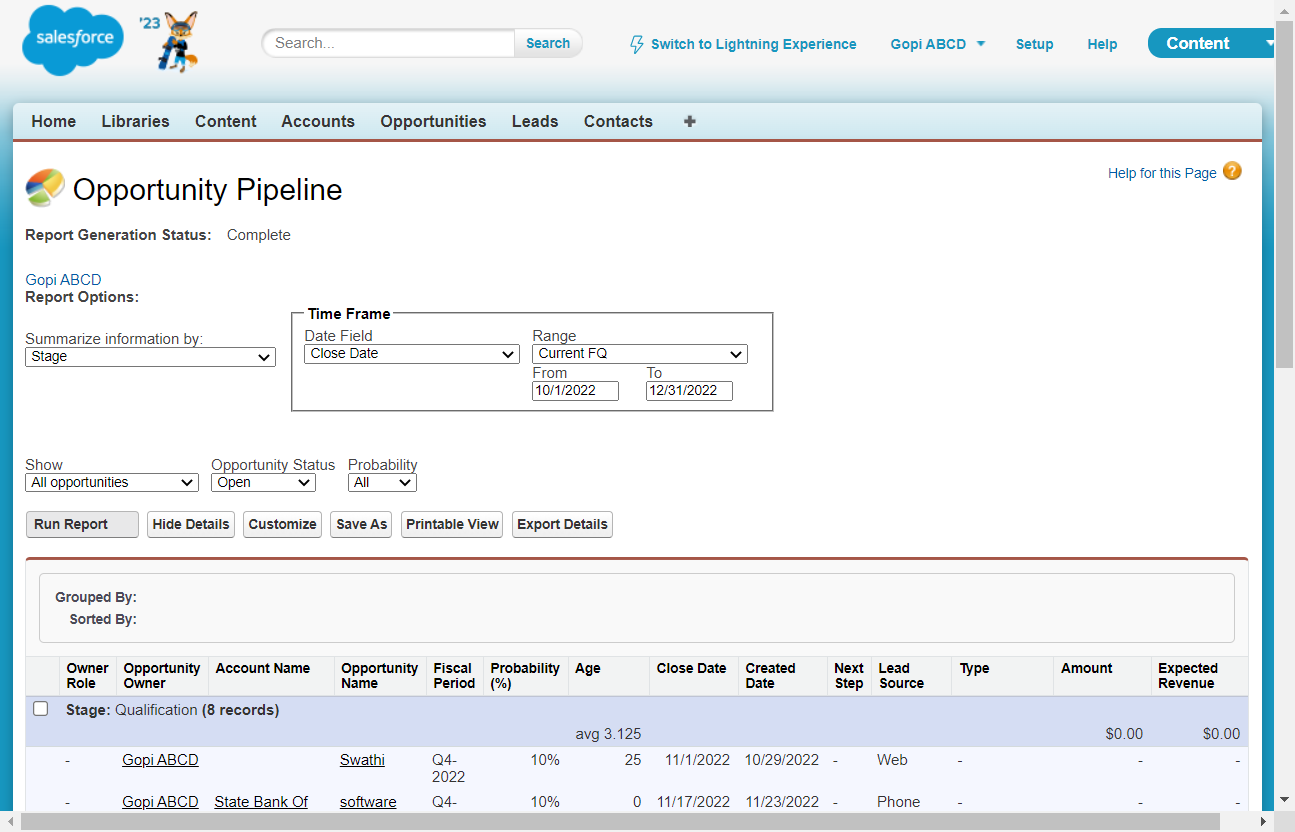 salesforce
'23
Search...
Search
Switch to Lightning Experience
Gopi ABCD
Setup
Help
Content
Home
Libraries
Content
Accounts
Opportunities
Leads
Contacts
Opportunity Pipeline
Help for this Page
Report Generation Status: Complete
Gopi ABCD
Report Options:
Summarize information by:
Stage
Time Frame
Date Field
Close Date
Range
Current FQ
From
10/1/2022
To
12/31/2022
Show
All opportunities
Opportunity Status
Open
Probability
All
Run Report
Hide Details
Customize
Save As
Printable View
Export Details
Grouped By:
Sorted By:
Owner Role
Opportunity Owner
Account Name
Opportunity Name
Fiscal Period
Probability (%)
Age
Close Date
Created Date
Next Step
Lead Source
Type
Amount
Expected Revenue
Stage: Qualification (8 records)
avg 3.125 $0.00 $0.00
- Gopi ABCD Swathi Q4-2022 10% 25 11/1/2022 10/29/2022 - Web - - -
- Gopi ABCD State Bank Of software Q4- 10% 0 11/17/2022 11/23/2022 - Phone - - -